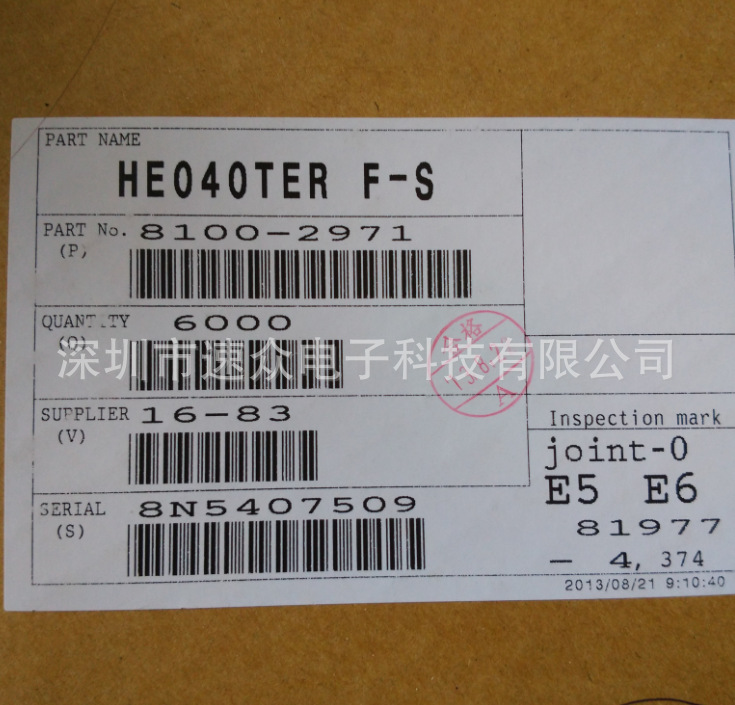 PART NAME
HE040TER F-S
PART No. 8100-2971
(P)
QUANTITY 6000
(Q)
深圳市速众电子科技有限公司
SUPPLIER 16-83
(V)
SERIAL 8N5407509
(S)
合格
A
Inspection mark
joint-0
E5 E6
81977
- 4, 374
2013/08/21 9:10:40